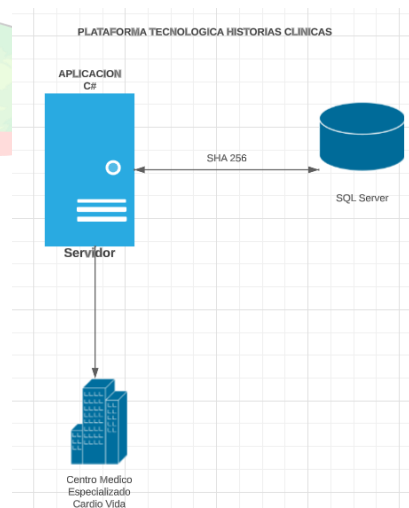 PLATAFORMA TECNOLOGICA HISTORIAS CLINICAS
APLICACION
C#
SHA 256
SQL Server
Servidor
Centro Medico
Especializado
Cardio Vida